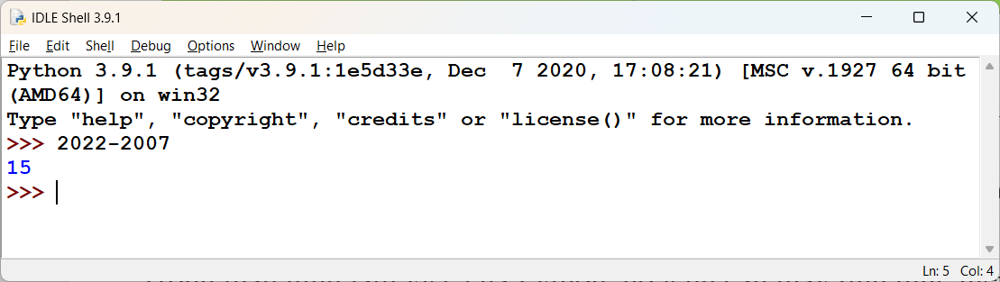 IDLE Shell 3.9.1
File Edit Shell Debug Options Window Help
Python 3.9.1 (tags/v3.9.1:1e5d33e, Dec  7 2020, 17:08:21) [MSC v.1927 64 bit
(AMD64)] on win32
Type "help", "copyright", "credits" or "license()" for more information.
>>> 2022-2007
15
>>>
Ln: 5 Col: 4